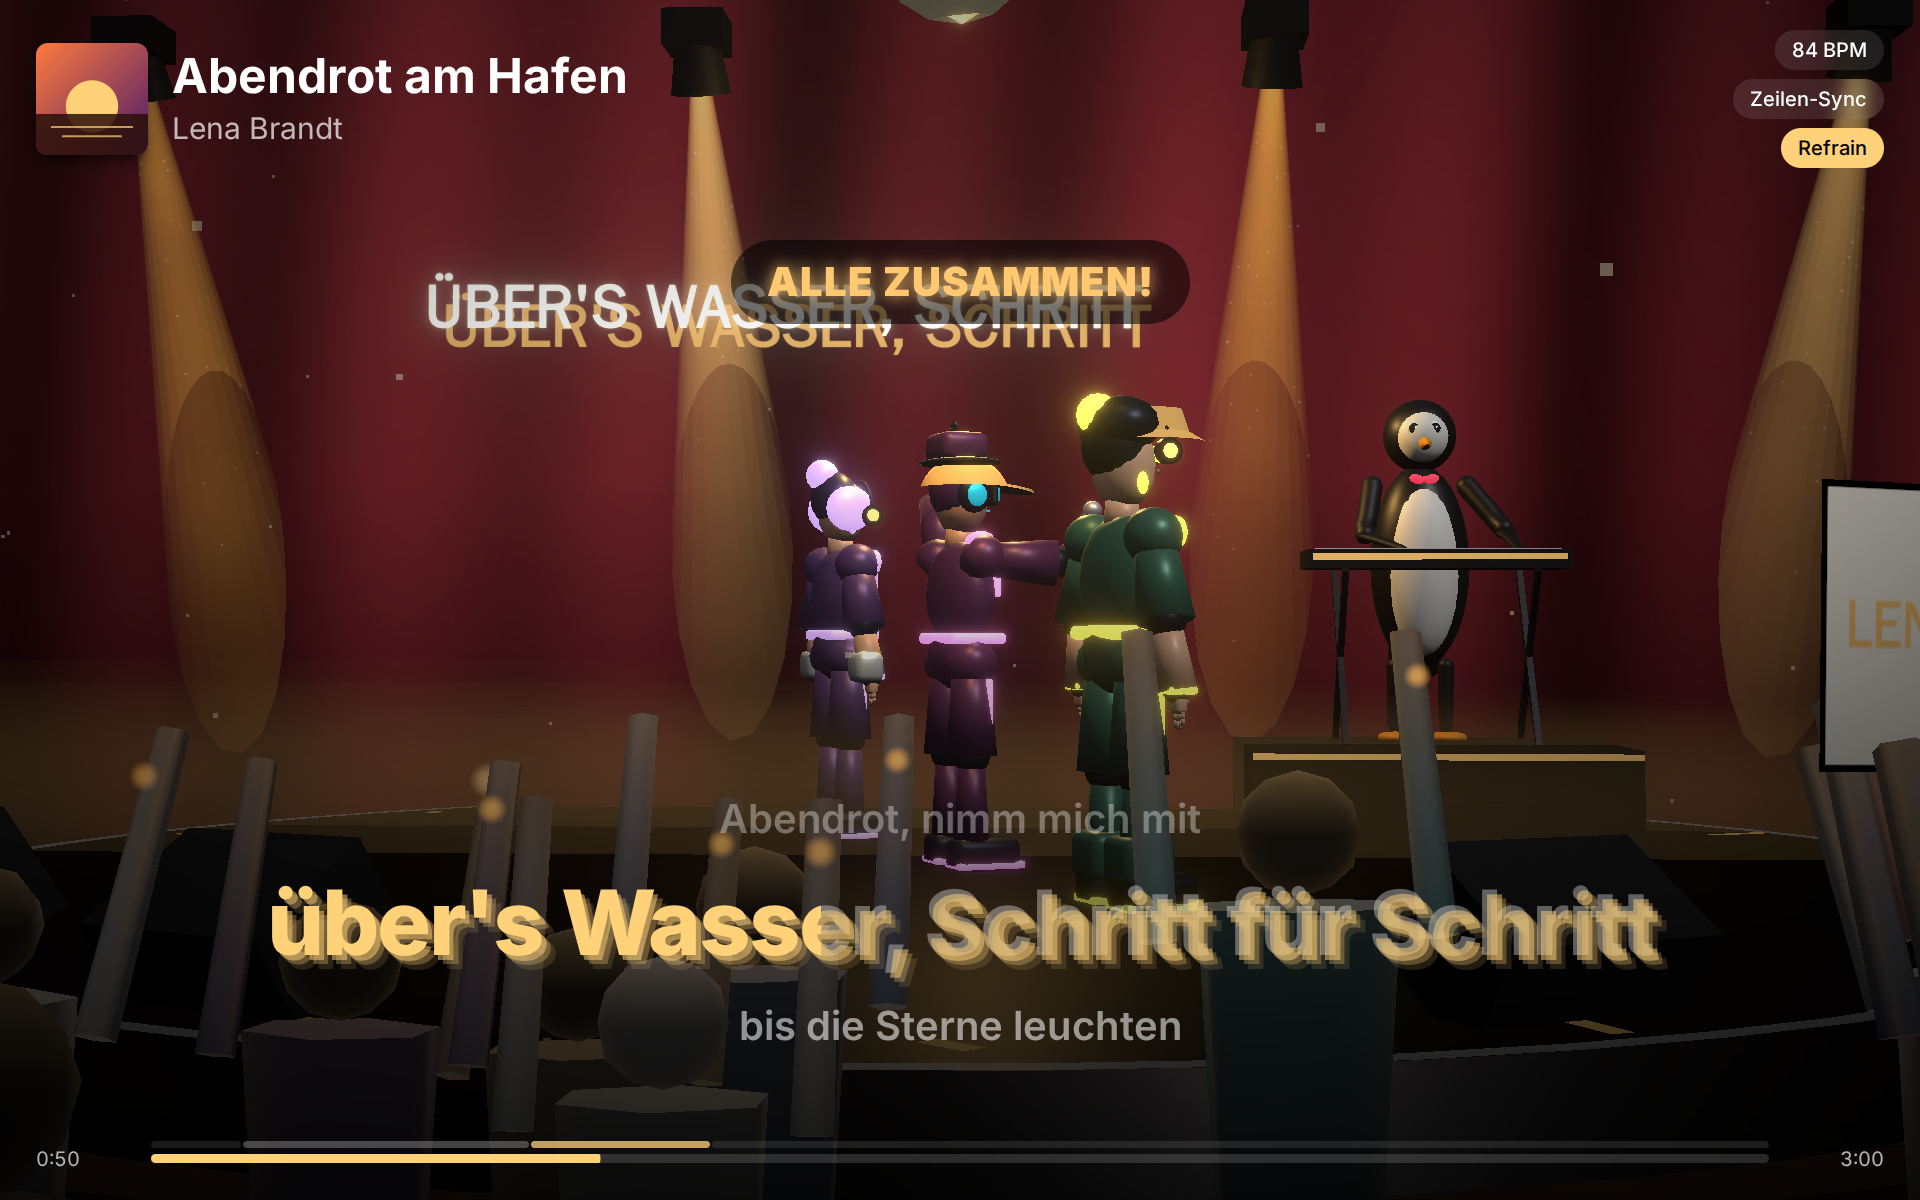 Abendrot am Hafen
Lena Brandt
84 BPM
Zeilen-Sync
Refrain
ALLE ZUSAMMEN!
ÜBER'S WASSER, SCHRITT
LEN
Abendrot, nimm mich mit
über's Wasser, Schritt für Schritt
bis die Sterne leuchten
0:50
3:00